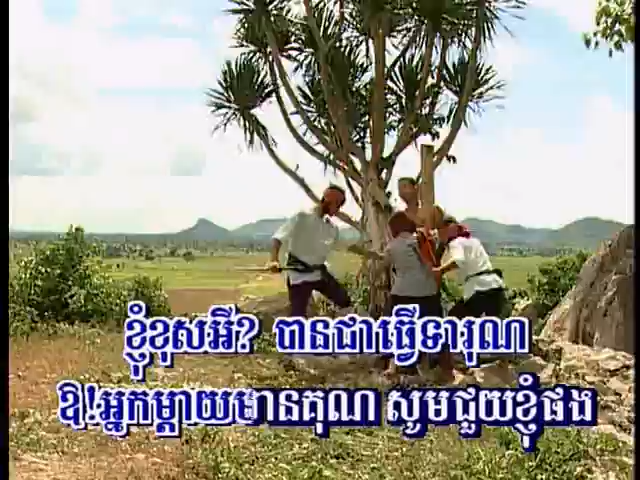 ខ្ញុំខុសអី? បានជាធ្វើទារុណ
ឱ!អ្នកម្ដាយមានគុណ សូមជួយខ្ញុំផង